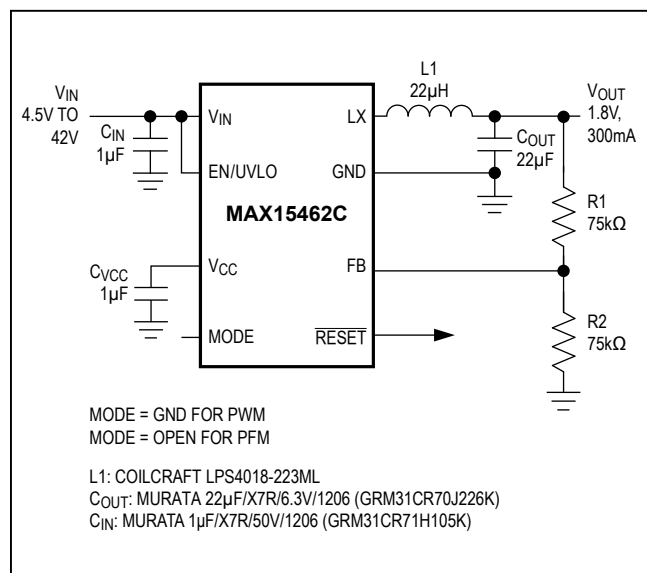 VIN
4.5V TO
42V
CIN
1µF
VIN
EN/UVLO
MAX15462C
VCC
MODE
LX
GND
FB
RESET
CVCC
1µF
L1
22µH
COUT
22µF
VOUT
1.8V,
300mA
R1
75kΩ
R2
75kΩ
MODE = GND FOR PWM
MODE = OPEN FOR PFM
L1: COILCRAFT LPS4018-223ML
COUT: MURATA 22µF/X7R/6.3V/1206 (GRM31CR70J226K)
CIN: MURATA 1µF/X7R/50V/1206 (GRM31CR71H105K)